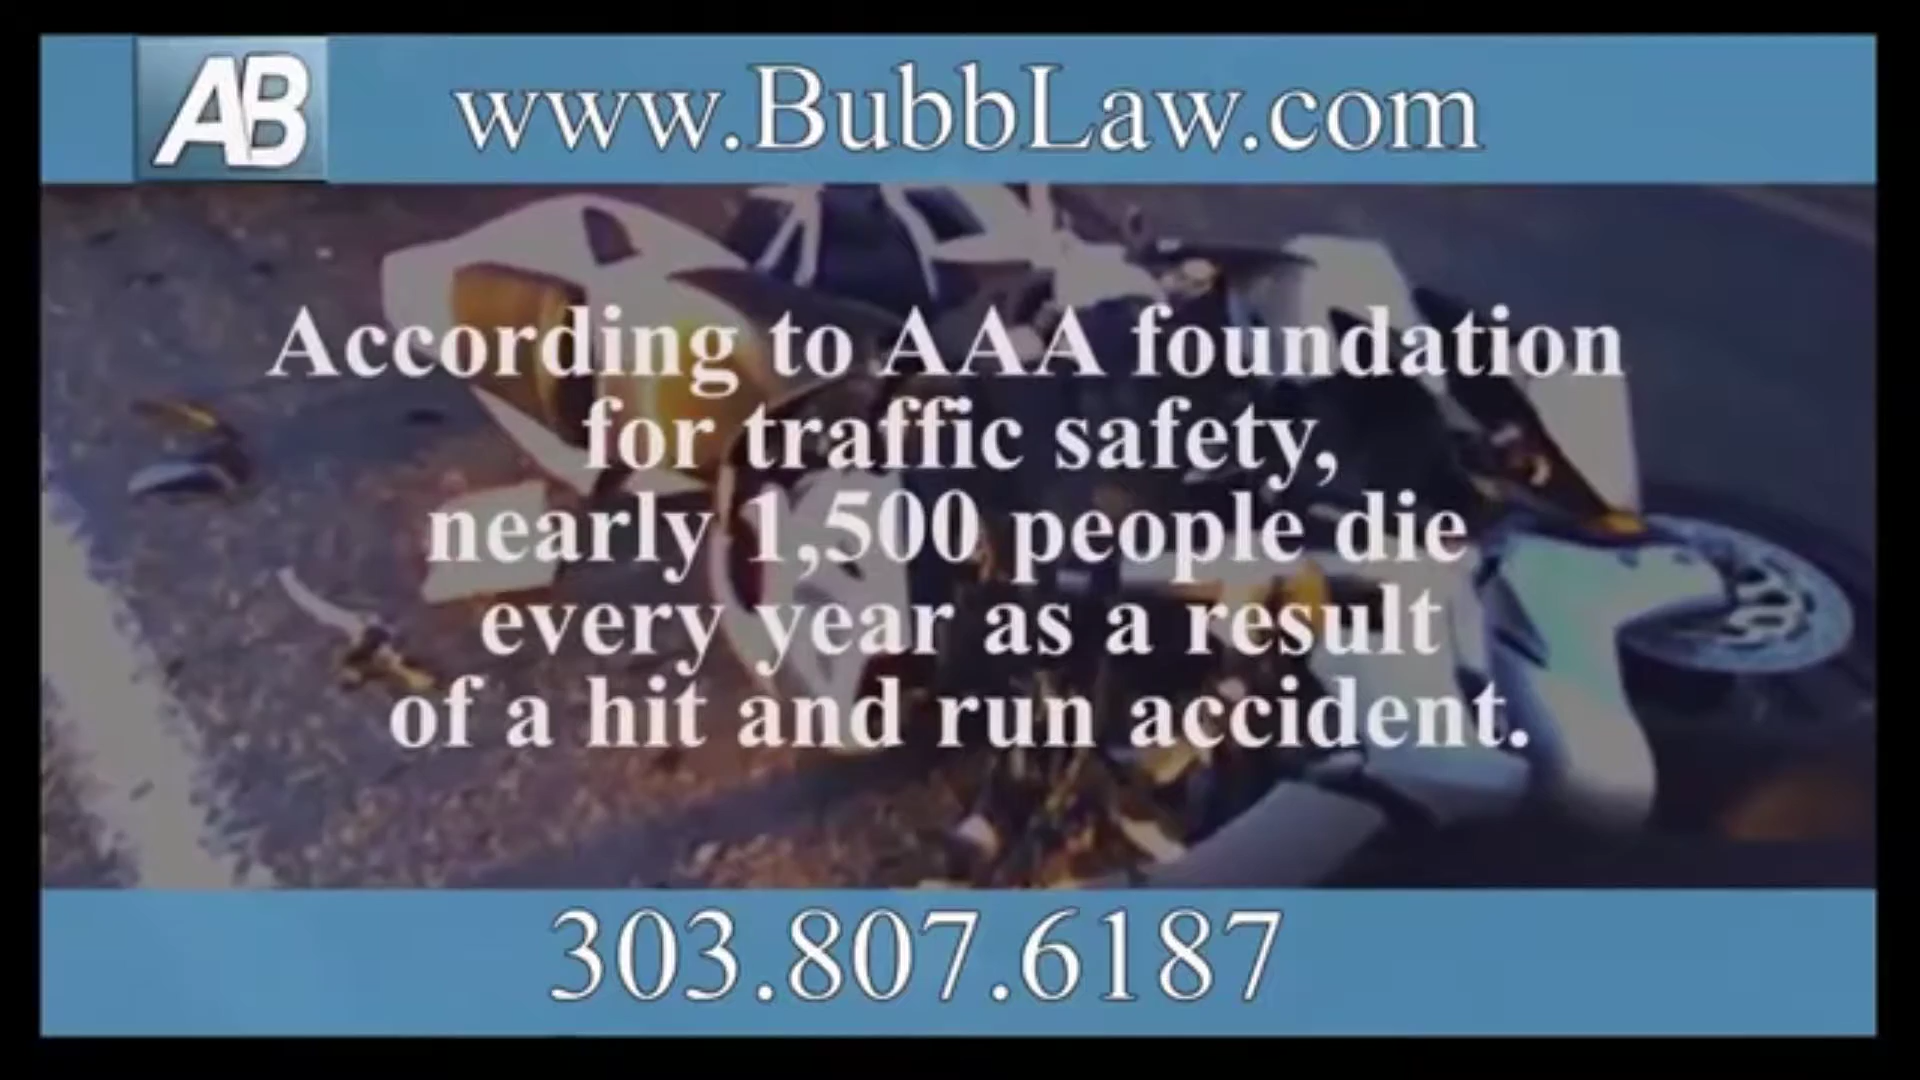 AB
www.BubbLaw.com
According to AAA foundation
for traffic safety,
nearly 1,500 people die
every year as a result
of a hit and run accident.
303.807.6187